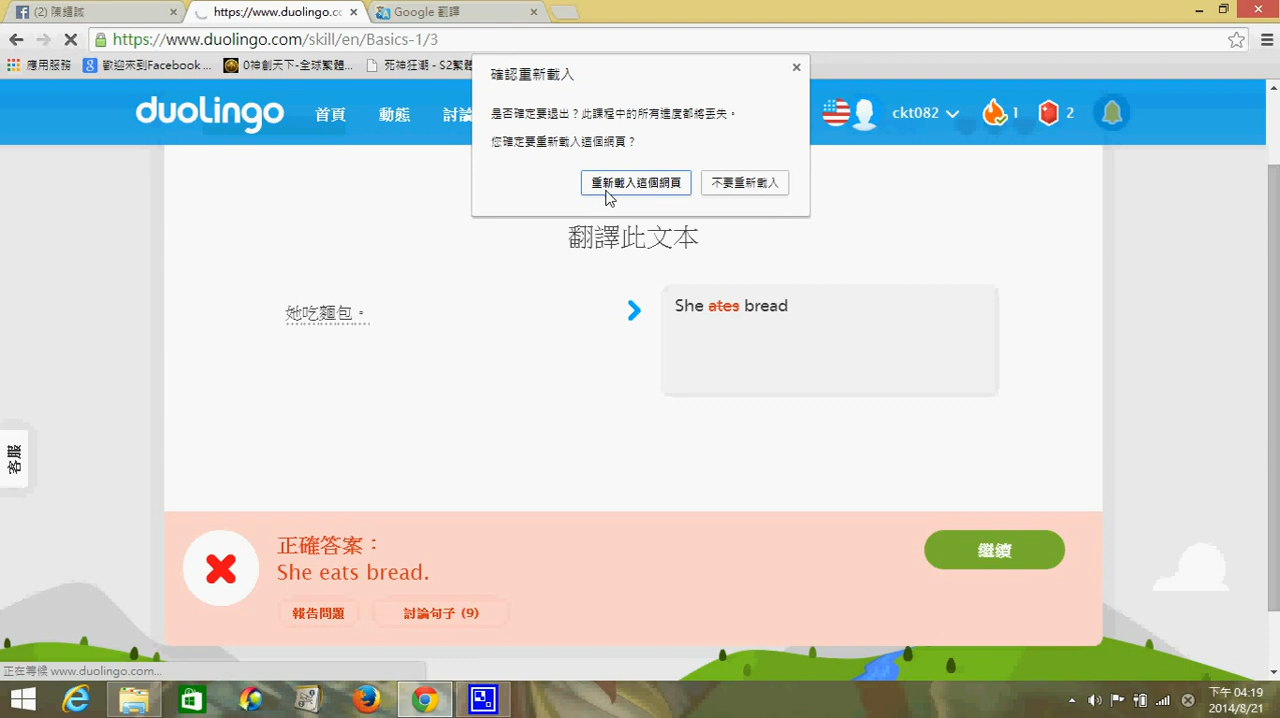 (2) 陳縕誠
https://www.duolingo.cc
Google 翻譯
https://www.duolingo.com/skill/en/Basics-1/3
應用服務
歡迎來到Facebook ...
0神創天下-全球繁體...
死神狂潮 - S2繁體
確認重新載入
是否確定要退出？此課程中的所有進度都將丟失。
您確定要重新載入這個網頁？
重新載入這個網頁
不要重新載入
duolingo
首頁
動態
討論
ckt082
1
2
翻譯此文本
她吃麵包。
She ates bread
客服
正確答案：
She eats bread.
報告問題
討論句子 (9)
繼續
正在等候 www.duolingo.com...
下午 04:19
2014/8/21